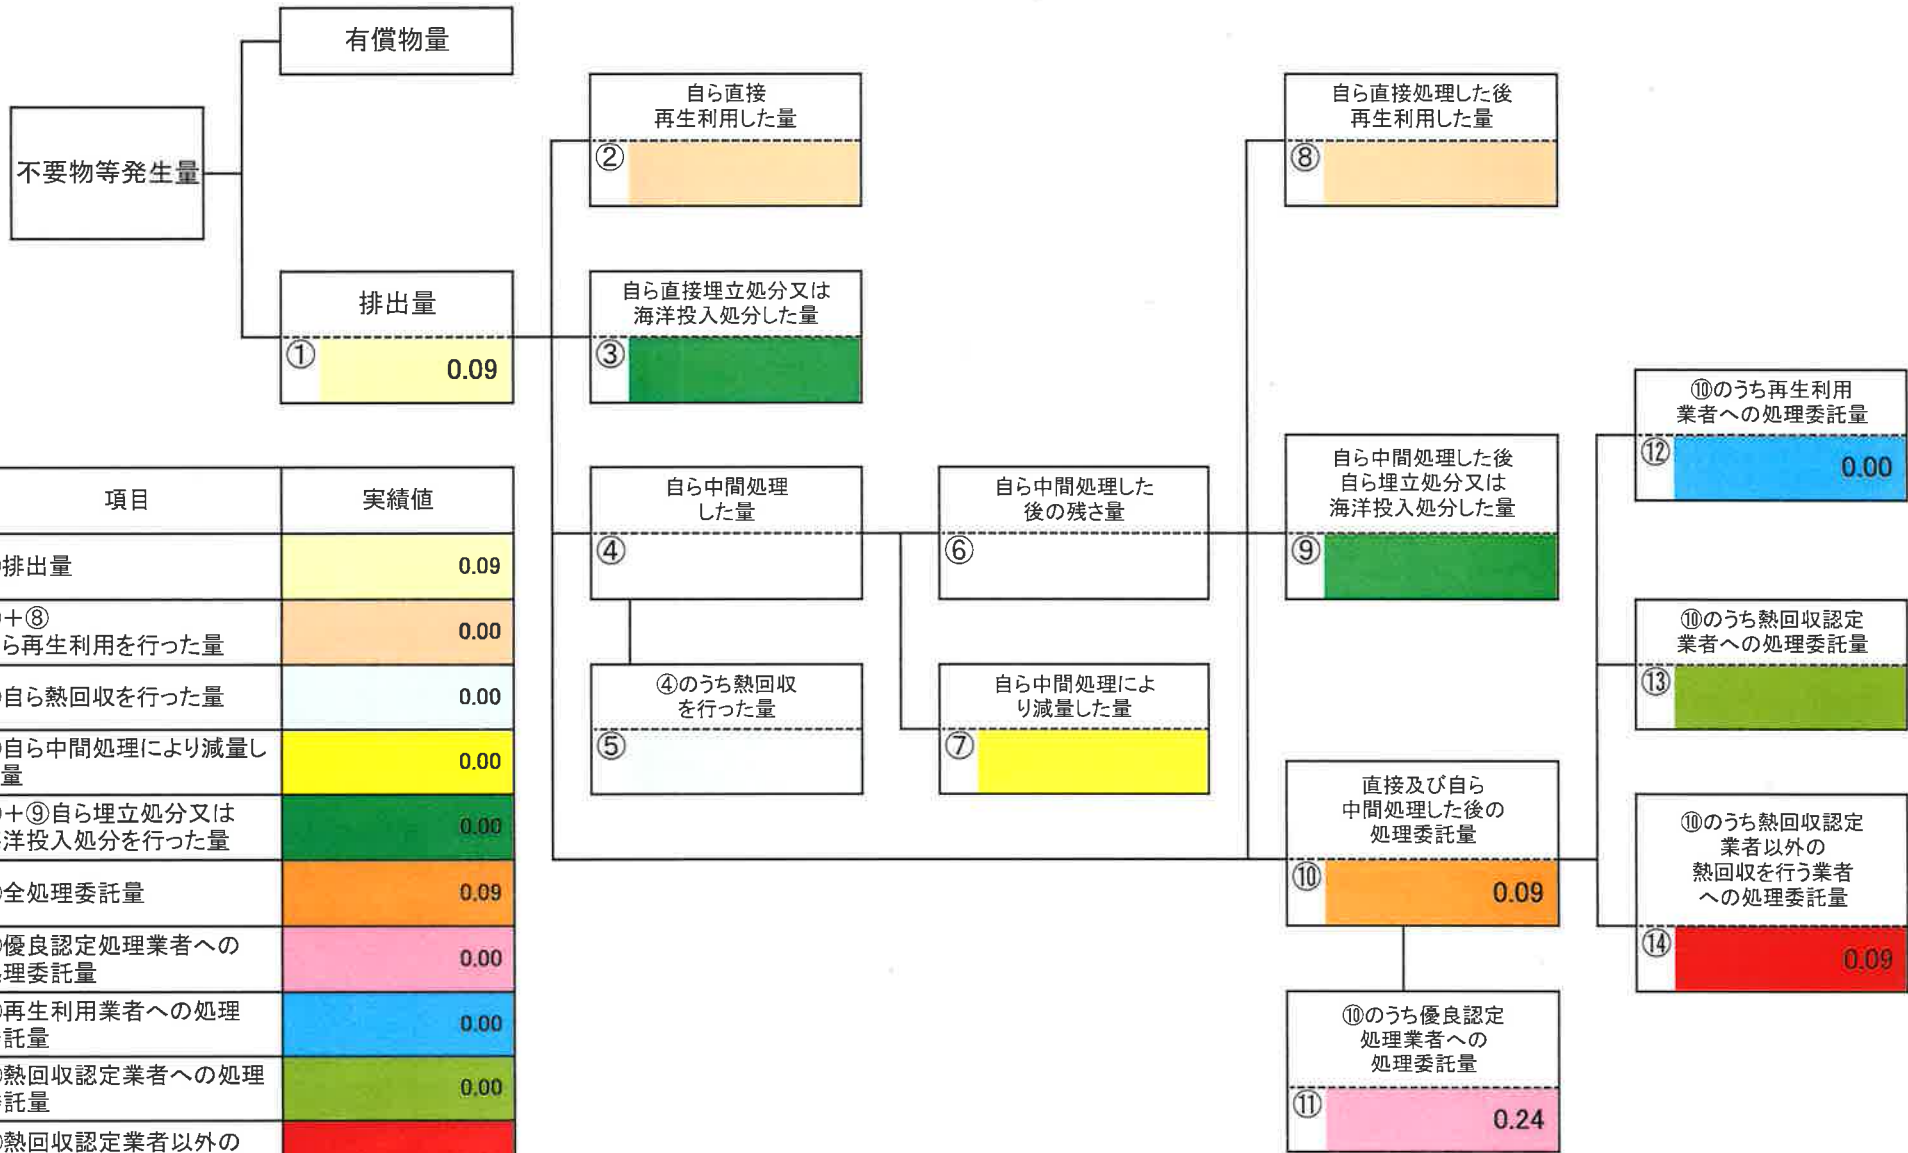 有償物量
不要物等発生量
排出量
①
0.09
自ら直接
再生利用した量
②
自ら直接埋立処分又は
海洋投入処分した量
③
自ら中間処理
した量
④
④のうち熱回収
を行った量
⑤
自ら中間処理した
後の残さ量
⑥
自ら中間処理によ
り減量した量
⑦
自ら直接処理した後
再生利用した量
⑧
自ら中間処理した後
自ら埋立処分又は
海洋投入処分した量
⑨
直接及び自ら
中間処理した後の
処理委託量
⑩
0.09
⑩のうち優良認定
処理業者への
処理委託量
⑪
0.24
⑩のうち再生利用
業者への処理委託量
⑫
0.00
⑩のうち熱回収認定
業者への処理委託量
⑬
⑩のうち熱回収認定
業者以外の
熱回収を行う業者
への処理委託量
⑭
0.09
項目 実績値
排出量 0.09
+⑧
ら再生利用を行った量 0.00
自ら熱回収を行った量 0.00
自ら中間処理により減量し
量 0.00
+⑨自ら埋立処分又は
洋投入処分を行った量 0.00
全処理委託量 0.09
優良認定処理業者への
理委託量 0.00
再生利用業者への処理
託量 0.00
熱回収認定業者への処理
託量 0.00
熱回収認定業者以外の